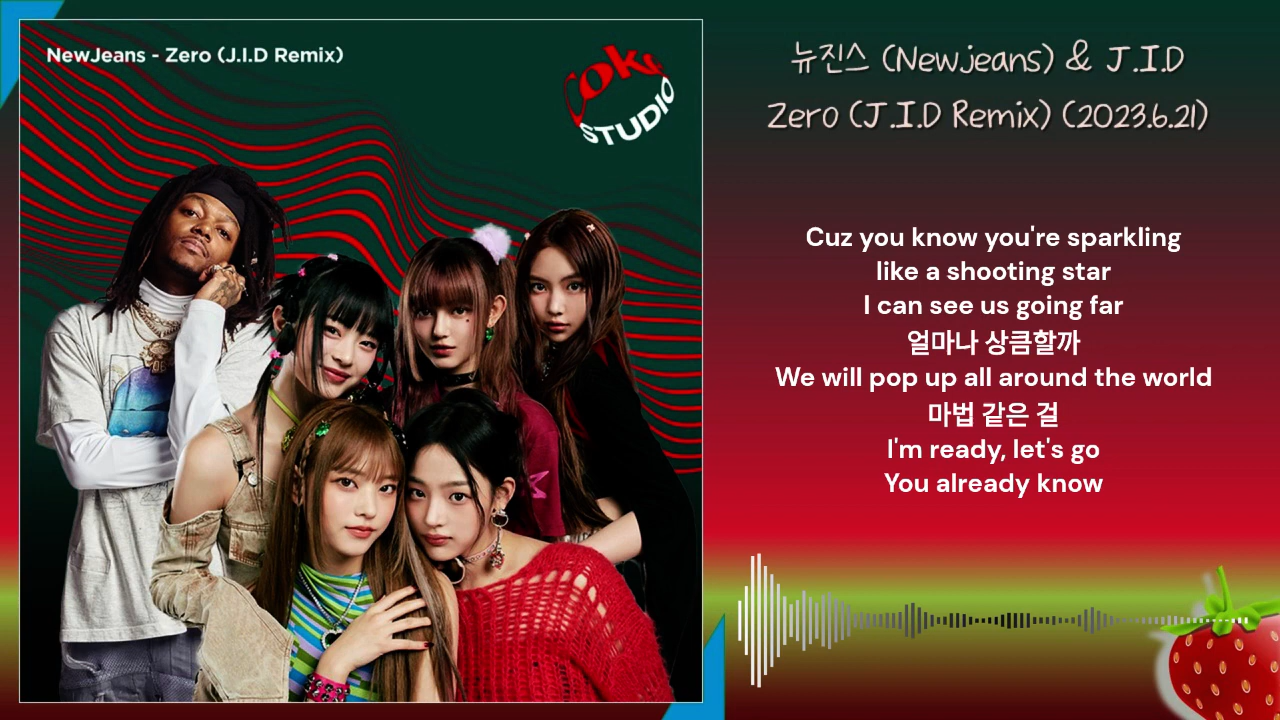 NewJeans - Zero (J.I.D Remix)
Coke
STUDIO
뉴진스 (Newjeans) & J.I.D
Zero (J.I.D Remix) (2023.6.21)
Cuz you know you're sparkling
like a shooting star
I can see us going far
얼마나 상큼할까
We will pop up all around the world
마법 같은 걸
I'm ready, let's go
You already know